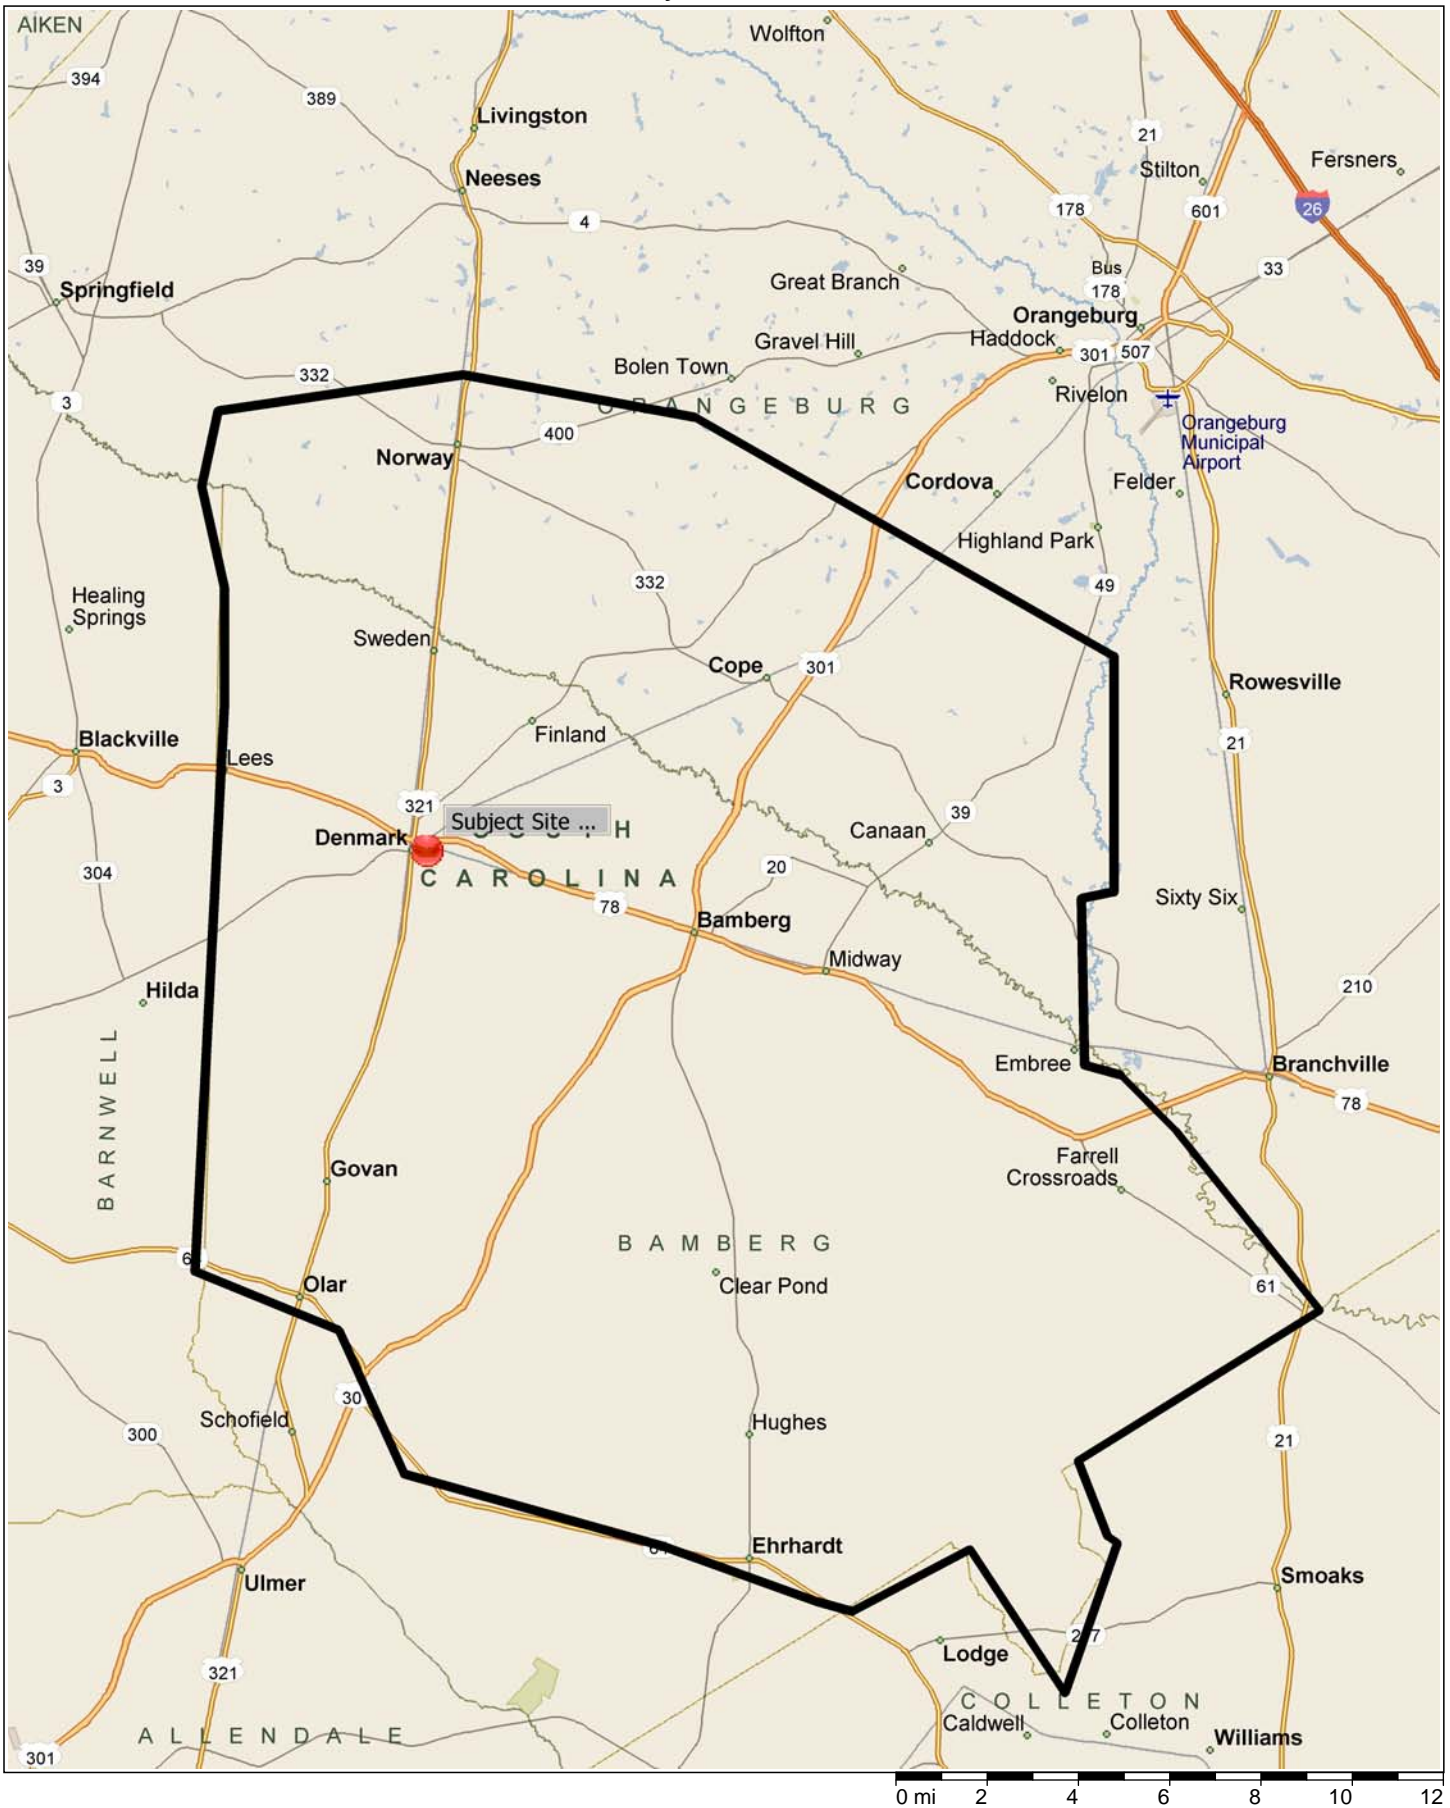 AIKEN
Wolfton
394
389
Livingston
21
Fersners
Stilton
Neeses
178
601
26
4
39
Bus
178
33
Great Branch
Springfield
Orangeburg
Haddock
Gravel Hill
301
507
Bolen Town
332
Rivelon
3
ORANGEBURG
Orangeburg
Municipal
Airport
400
Norway
Cordova
Felder
Highland Park
332
49
Healing
Springs
Sweden
Cope
301
Rowesville
Finland
Blackville
21
Lees
3
321
39
Subject Site ...
Denmark
Canaan
SOUTH
CAROLINA
304
20
Sixty Six
78
Bamberg
Midway
210
Hilda
Embree
Branchville
78
BARNWELL
Farrell
Crossroads
Govan
BAMBERG
Clear Pond
61
Olar
30
Schofield
Hughes
300
21
Ehrhardt
Ulmer
Smoaks
Lodge
321
COLLETON
Caldwell
Colleton
ALLENDALE
Williams
301
0 mi 2 4 6 8 10 12